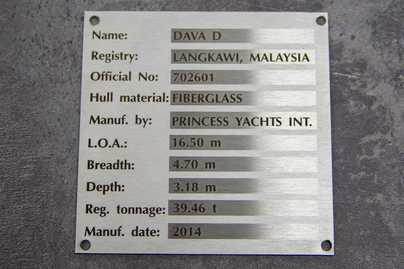 Name: DAVA D
Registry: LANGKAWI, MALAYSIA
Official No: 702601
Hull material: FIBERGLASS
Manuf. by: PRINCESS YACHTS INT.
L.O.A.: 16.50 m
Breadth: 4.70 m
Depth: 3.18 m
Reg. tonnage: 39.46 t
Manuf. date: 2014